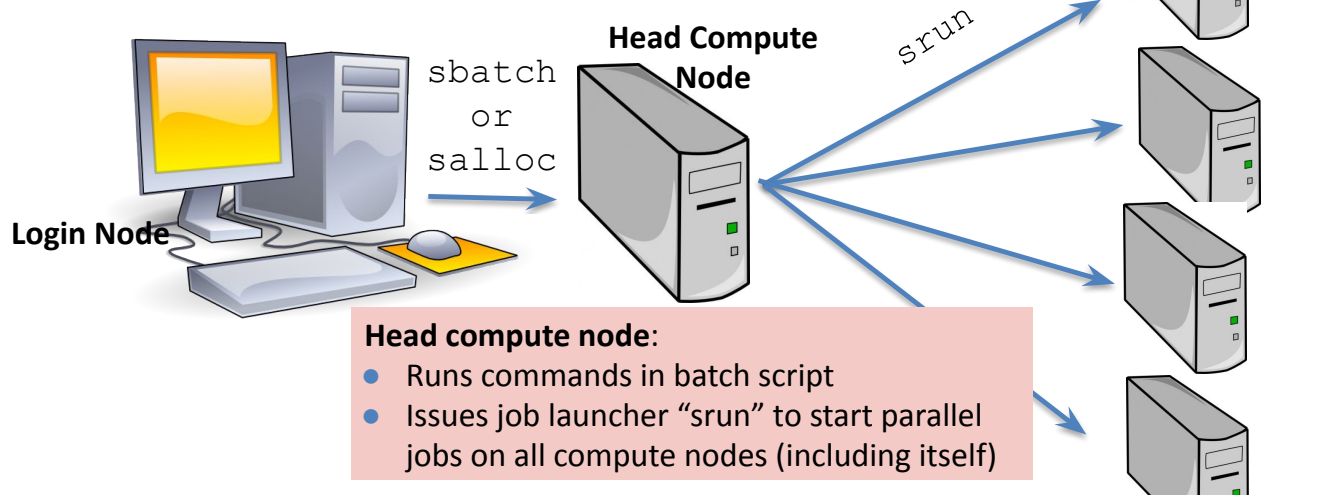 Login Node
sbatch
or
salloc
Head Compute
Node
srun
Head compute node:
● Runs commands in batch script
● Issues job launcher “srun” to start parallel
jobs on all compute nodes (including itself)